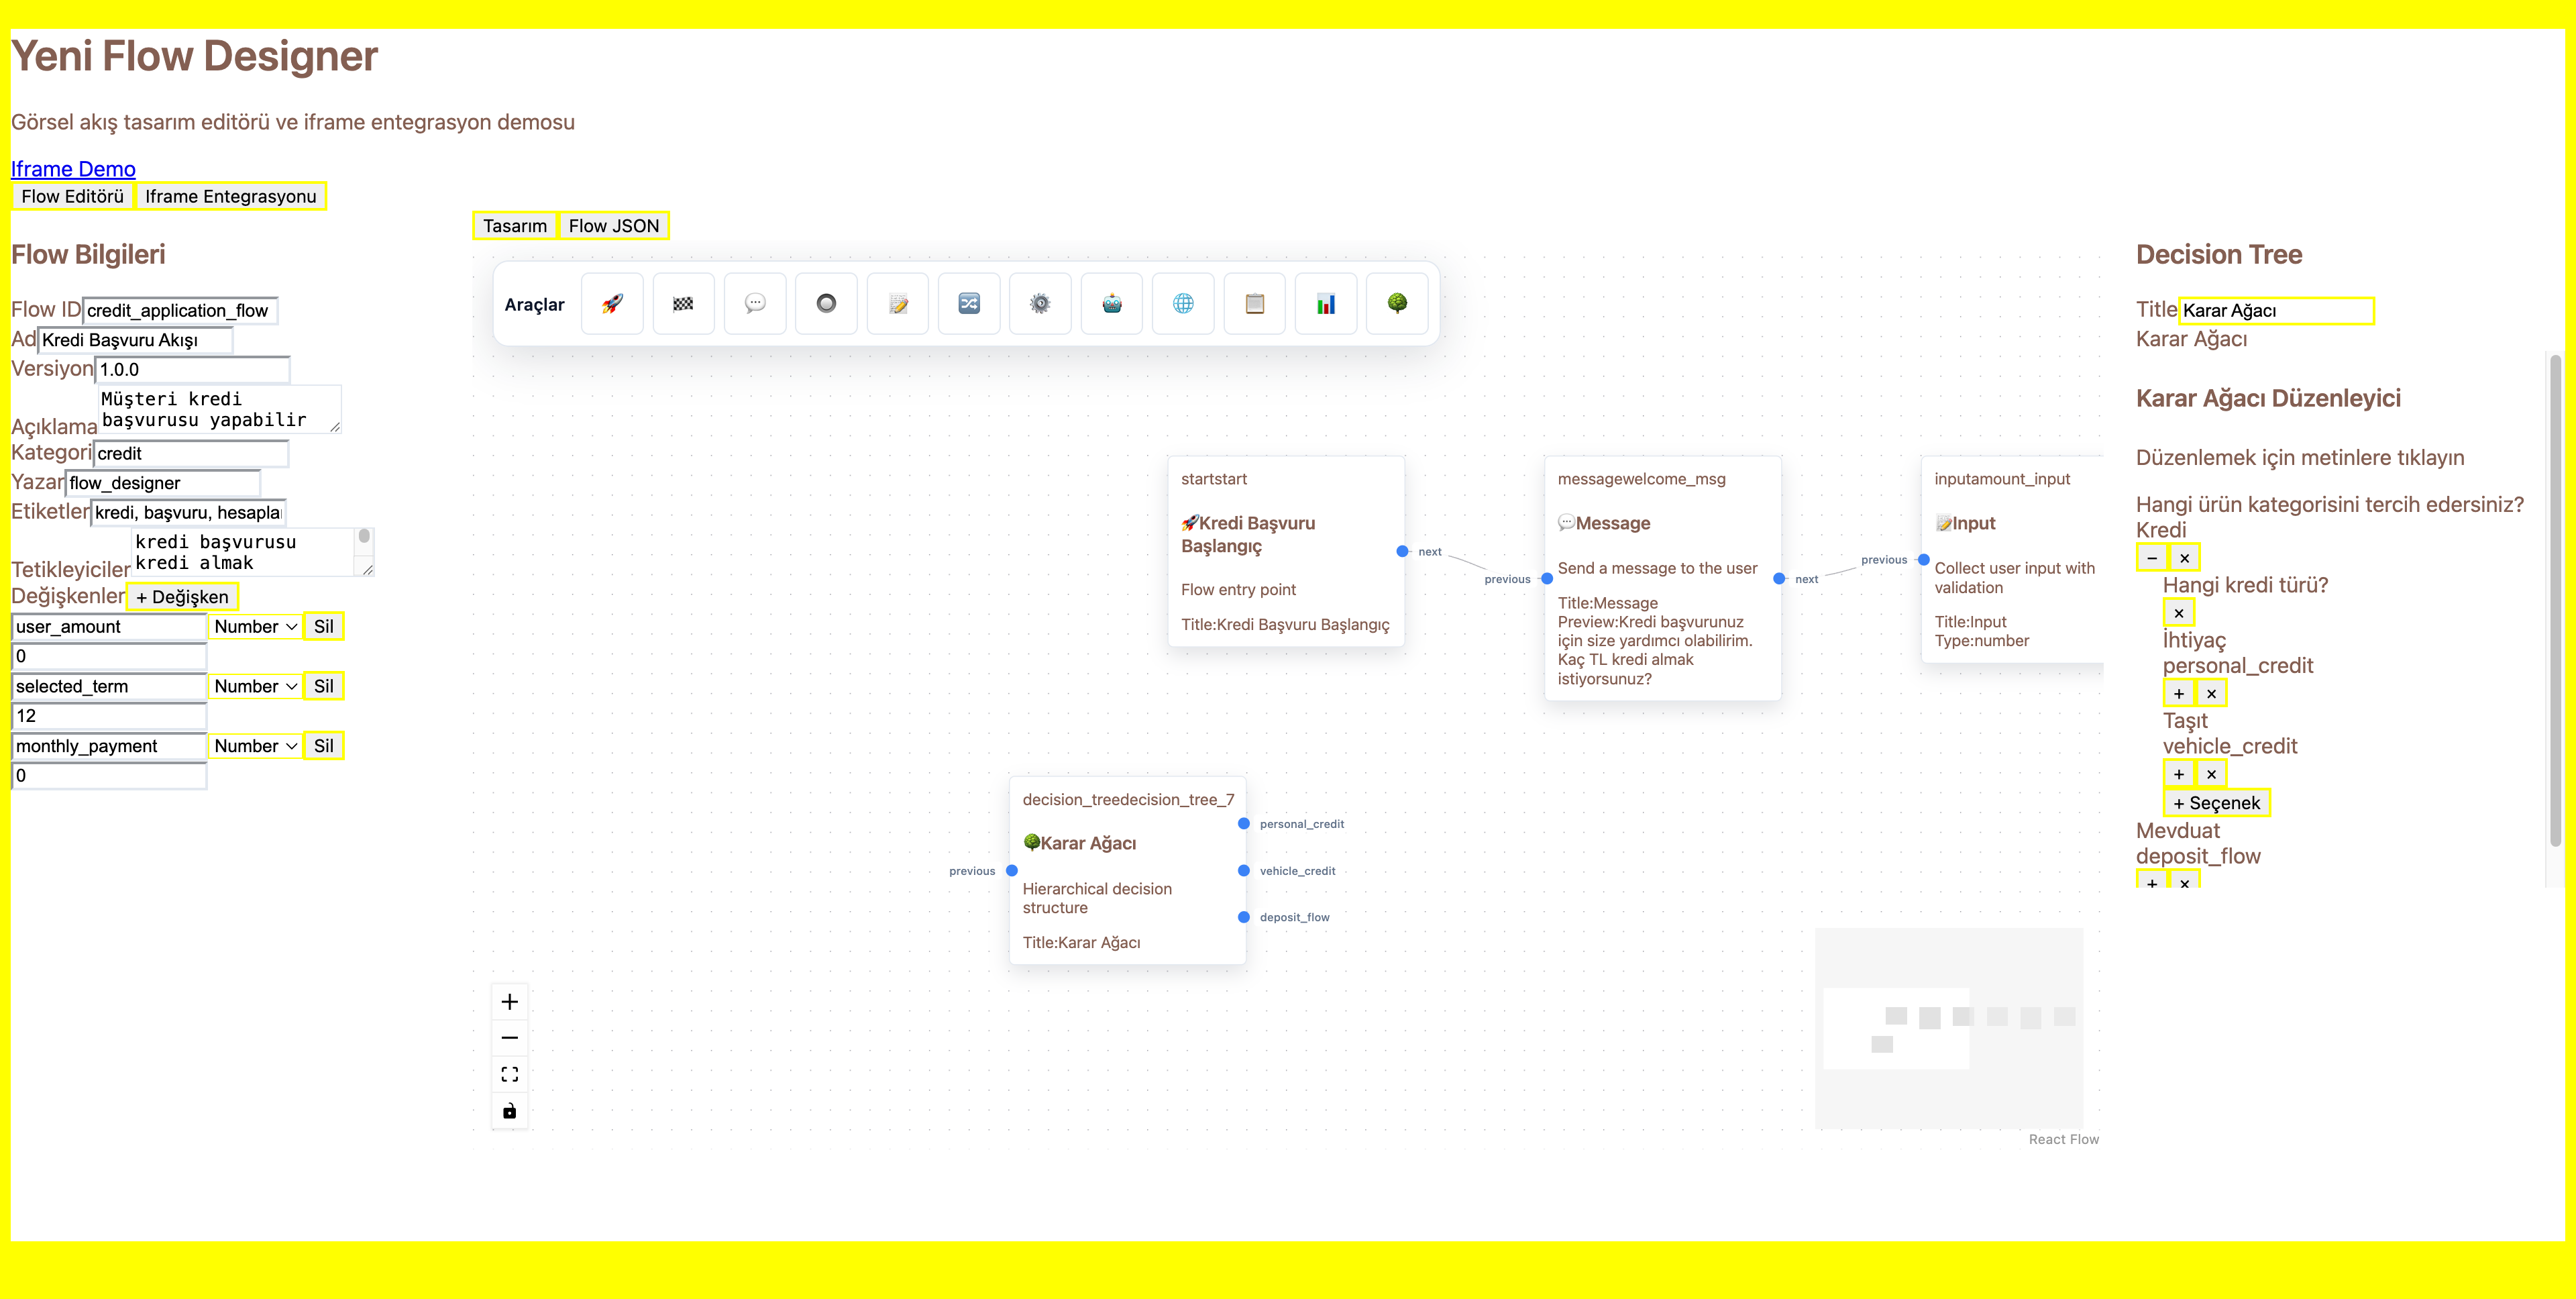 Yeni Flow Designer
Görsel akış tasarım editörü ve iframe entegrasyon demosu
Iframe Demo
Flow Editörü Iframe Entegrasyonu
Flow Bilgileri
Flow ID credit_application_flow
Ad Kredi Başvuru Akışı
Versiyon 1.0.0
Açıklama Müşteri kredi
başvurusu yapabilir
Kategori credit
Yazar flow_designer
Etiketler kredi, başvuru, hesapla
Tetikleyiciler kredi başvurusu
kredi almak
Değişkenler + Değişken
user_amount Number Sil
0
selected_term Number Sil
12
monthly_payment Number Sil
0
Tasarım Flow JSON
Araçlar
startstart
🚀Kredi Başvuru
Başlangıç
Flow entry point
Title:Kredi Başvuru Başlangıç
next
previous
messagewelcome_msg
💬Message
Send a message to the user
Title:Message
Preview:Kredi başvurunuz
için size yardımcı olabilirim.
Kaç TL kredi almak
istiyorsunuz?
next
previous
inputamount_input
📝Input
Collect user input with
validation
Title:Input
Type:number
previous
decision_treedecision_tree_7
🌳Karar Ağacı
Hierarchical decision
structure
Title:Karar Ağacı
personal_credit
vehicle_credit
deposit_flow
React Flow
Decision Tree
Title Karar Ağacı
Karar Ağacı
Karar Ağacı Düzenleyici
Düzenlemek için metinlere tıklayın
Hangi ürün kategorisini tercih edersiniz?
Kredi
− ×
Hangi kredi türü?
×
İhtiyaç
personal_credit
+ ×
Taşıt
vehicle_credit
+ ×
+ Seçenek
Mevduat
deposit_flow
+ ×